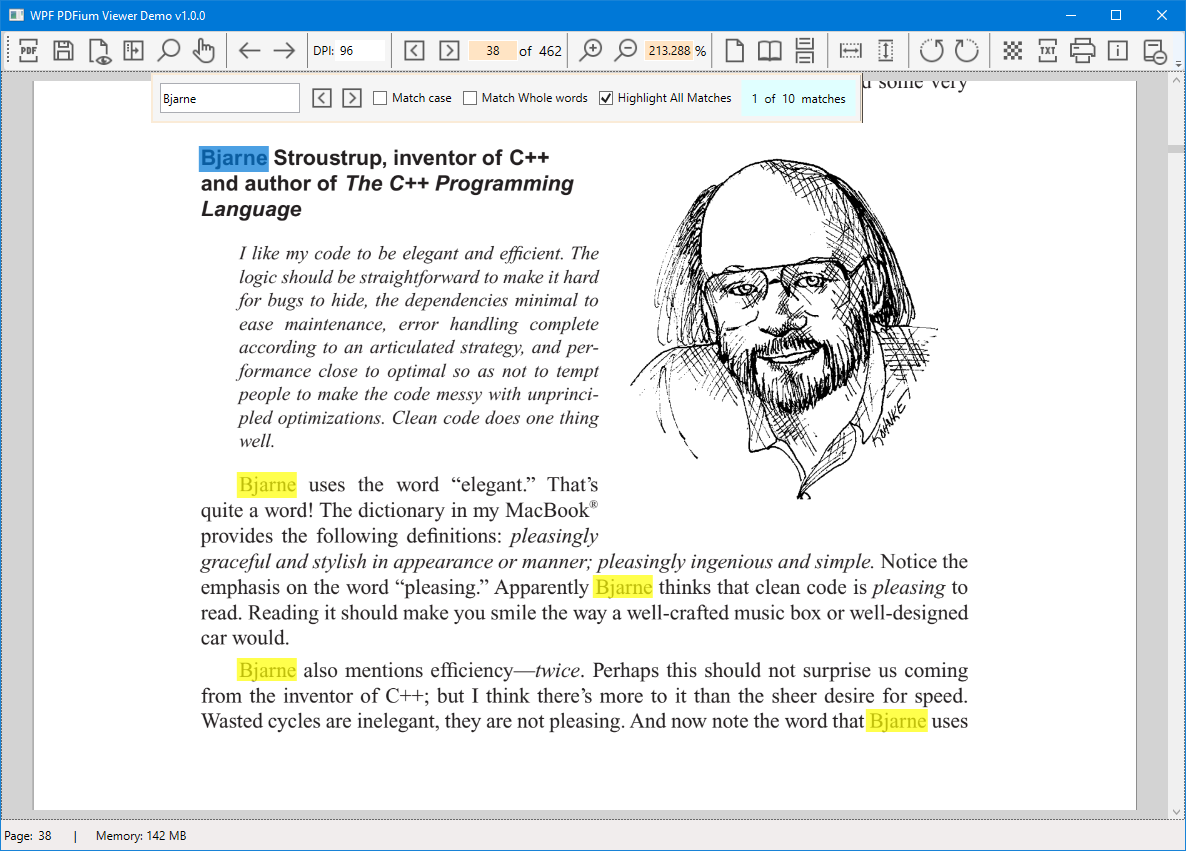 WPF PDFium Viewer Demo v1.0.0
PDF DPI: 96 38 of 462 213.288 % TXT
Bjarne Match case Match Whole words Highlight All Matches 1 of 10 matches
d some very
Bjarne Stroustrup, inventor of C++
and author of The C++ Programming
Language
I like my code to be elegant and efficient. The
logic should be straightforward to make it hard
for bugs to hide, the dependencies minimal to
ease maintenance, error handling complete
according to an articulated strategy, and per-
formance close to optimal so as not to tempt
people to make the code messy with unprinci-
pled optimizations. Clean code does one thing
well.
KOHNKE
Bjarne uses the word “elegant.” That’s
quite a word! The dictionary in my MacBook®
provides the following definitions: pleasingly
graceful and stylish in appearance or manner; pleasingly ingenious and simple. Notice the
emphasis on the word “pleasing.” Apparently Bjarne thinks that clean code is pleasing to
read. Reading it should make you smile the way a well-crafted music box or well-designed
car would.
Bjarne also mentions efficiency—twice. Perhaps this should not surprise us coming
from the inventor of C++; but I think there’s more to it than the sheer desire for speed.
Wasted cycles are inelegant, they are not pleasing. And now note the word that Bjarne uses
Page: 38 | Memory: 142 MB